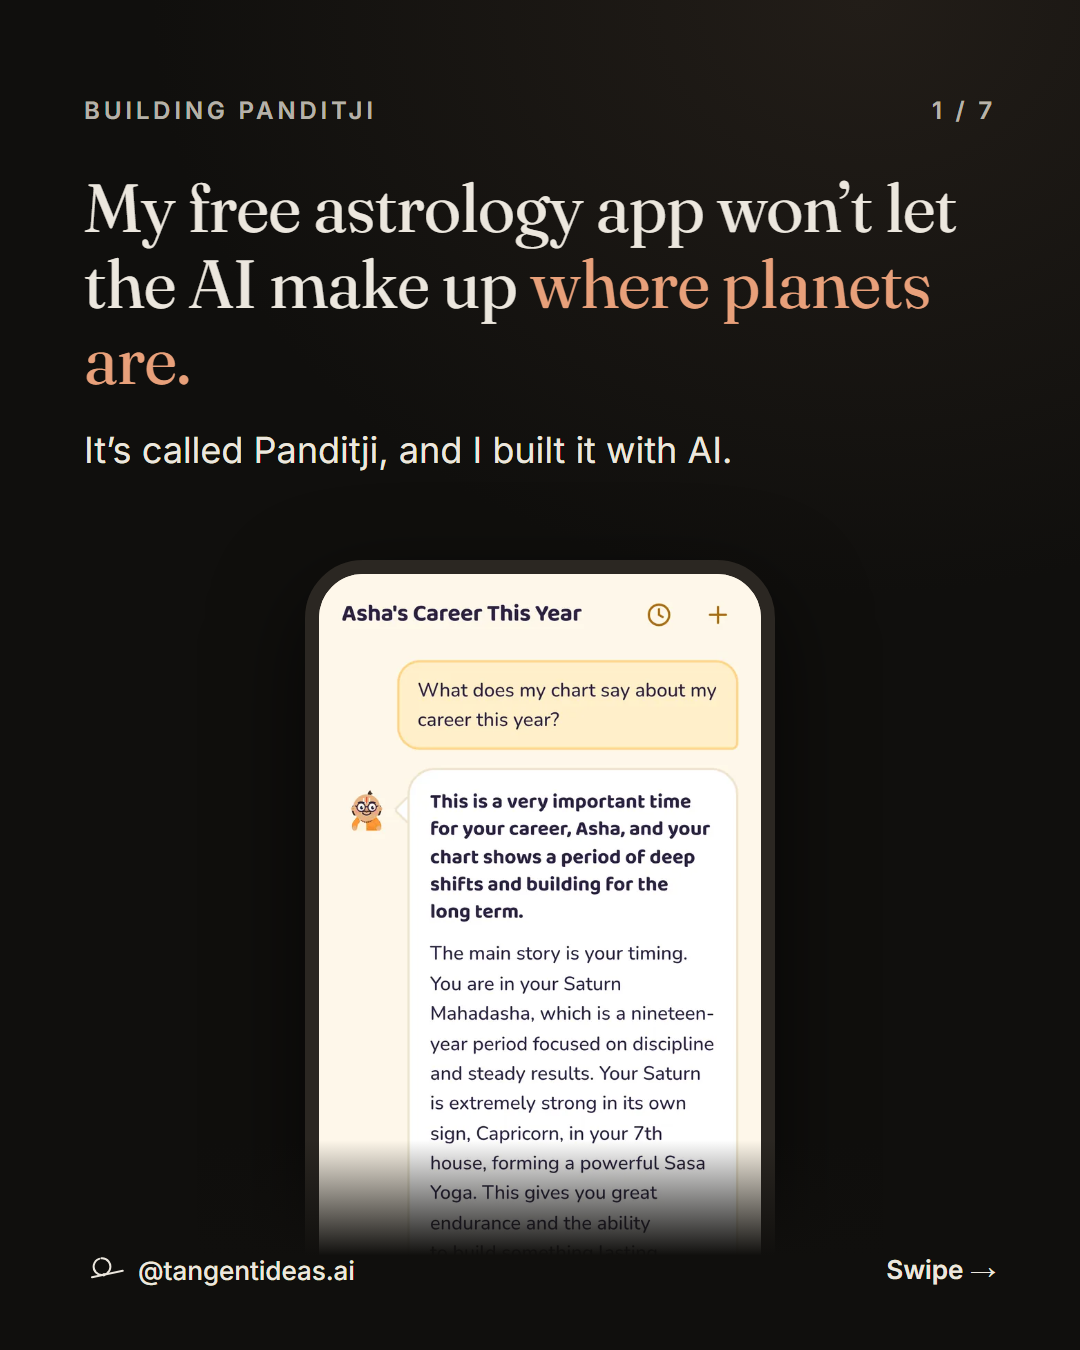 BUILDING PANDITJI
1 / 7
My free astrology app won’t let
the AI make up where planets
are.
It’s called Panditji, and I built it with AI.
Asha's Career This Year
What does my chart say about my
career this year?
This is a very important time
for your career, Asha, and your
chart shows a period of deep
shifts and building for the
long term.
The main story is your timing.
You are in your Saturn
Mahadasha, which is a nineteen-
year period focused on discipline
and steady results. Your Saturn
is extremely strong in its own
sign, Capricorn, in your 7th
house, forming a powerful Sasa
Yoga. This gives you great
endurance and the ability
to build something lasting
@tangentideas.ai
Swipe →